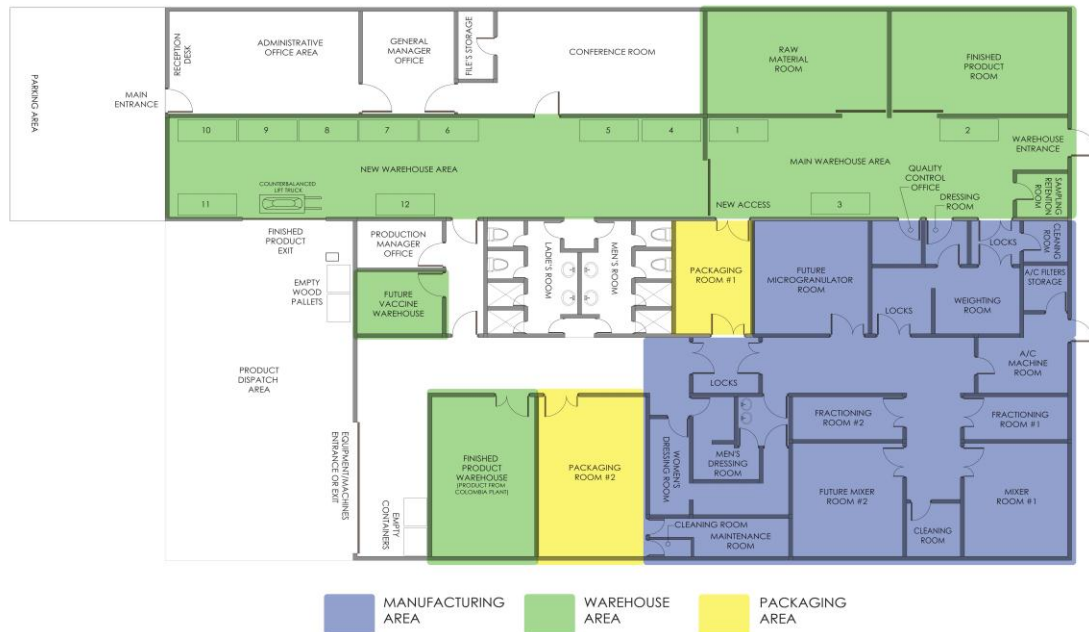 PARKING AREA
MAIN
ENTRANCE
RECEPTION
DESK
ADMINISTRATIVE
OFFICE AREA
GENERAL
MANAGER
OFFICE
FILE'S STORAGE
CONFERENCE ROOM
RAW
MATERIAL
ROOM
FINISHED
PRODUCT
ROOM
10
9
8
7
6
5
4
1
2
WAREHOUSE
ENTRANCE
NEW WAREHOUSE AREA
MAIN WAREHOUSE AREA
QUALITY
CONTROL
OFFICE
DRESSING
ROOM
SAMPLING
RETENTION
ROOM
COUNTERBALANCED
LIFT TRUCK
11
12
NEW ACCESS
3
FINISHED
PRODUCT
EXIT
PRODUCTION
MANAGER
OFFICE
LADIE'S ROOM
MEN'S ROOM
PACKAGING
ROOM #1
FUTURE
MICROGRANULATOR
ROOM
LOCKS
CLEANING
ROOM
EMPTY
WOOD
PALLETS
FUTURE
VACCINE
WAREHOUSE
LOCKS
WEIGHTING
ROOM
A/C FILTERS
STORAGE
PRODUCT
DISPATCH
AREA
LOCKS
A/C
MACHINE
ROOM
EQUIPMENT/MACHINES
ENTRANCE OR EXIT
EMPTY
CONTAINERS
FINISHED
PRODUCT
WAREHOUSE
(PRODUCT FROM
COLOMBIA PLANT)
PACKAGING
ROOM #2
WOMEN'S
DRESSING ROOM
MEN'S
DRESSING
ROOM
FRACTIONING
ROOM #2
FRACTIONING
ROOM #1
FUTURE MIXER
ROOM #2
MIXER
ROOM #1
CLEANING ROOM
MAINTENANCE
ROOM
CLEANING
ROOM
MANUFACTURING
AREA
WAREHOUSE
AREA
PACKAGING
AREA